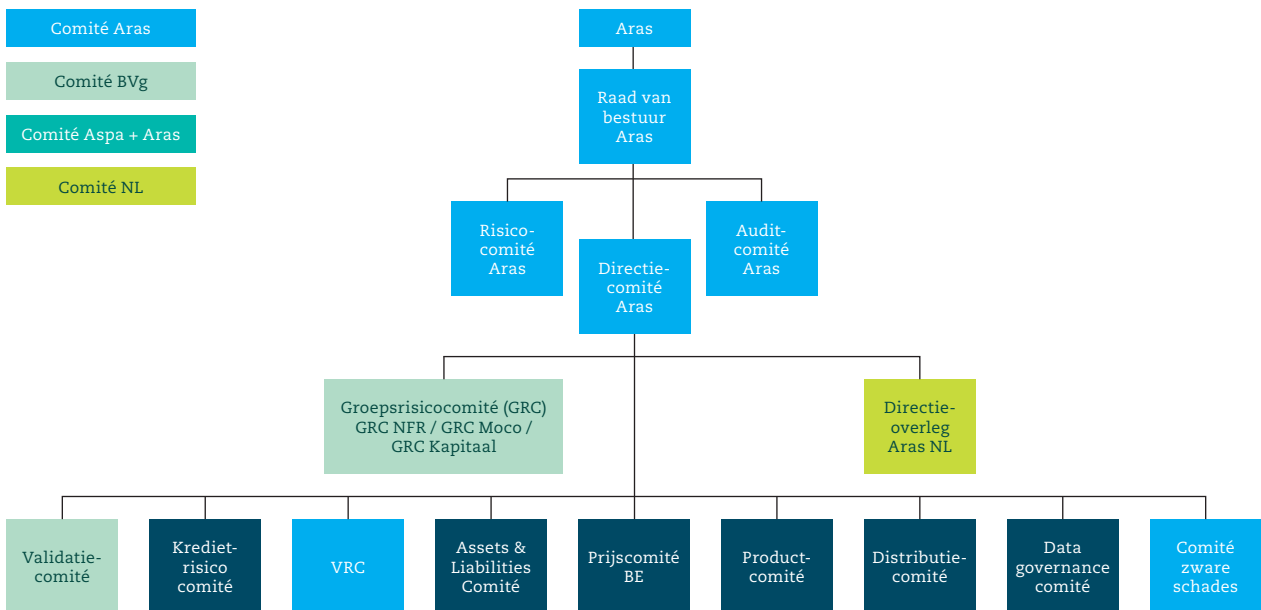 Comité Aras
Comité BVg
Comité Aspa + Aras
Comité NL
Aras
Raad van
bestuur
Aras
Risico-
comité
Aras
Directie-
comité
Aras
Audit-
comité
Aras
Groepsrisicocomité (GRC)
GRC NFR / GRC Moco /
GRC Kapitaal
Directie-
overleg
Aras NL
Validatie-
comité
Krediet-
risico
comité
VRC
Assets &
Liabilities
Comité
Prijscomité
BE
Product-
comité
Distributie-
comité
Data
governance
comité
Comité
zware
schades